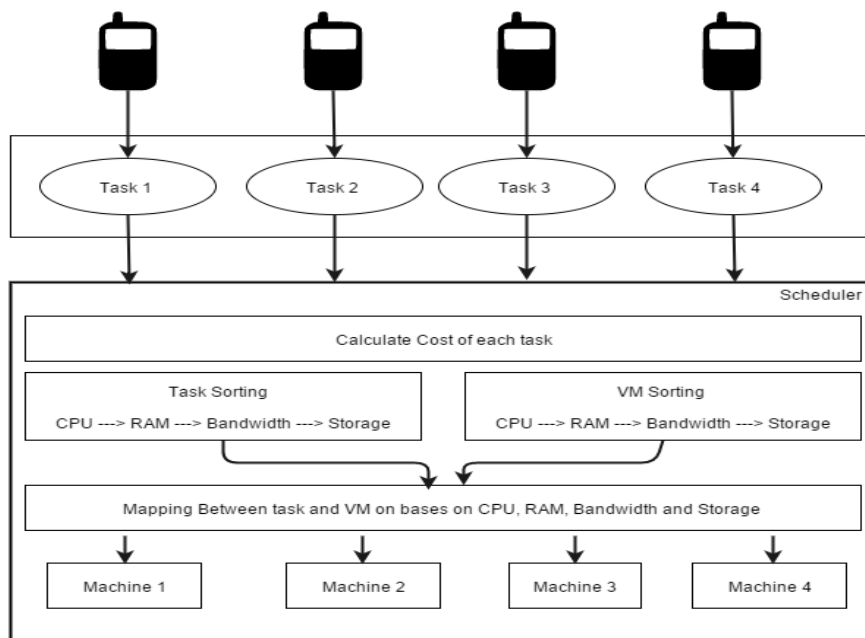 Task 1
Task 2
Task 3
Task 4
Scheduler
Calculate Cost of each task
Task Sorting
CPU ---> RAM ---> Bandwidth ---> Storage
VM Sorting
CPU ---> RAM ---> Bandwidth ---> Storage
Mapping Between task and VM on bases on CPU, RAM, Bandwidth and Storage
Machine 1
Machine 2
Machine 3
Machine 4